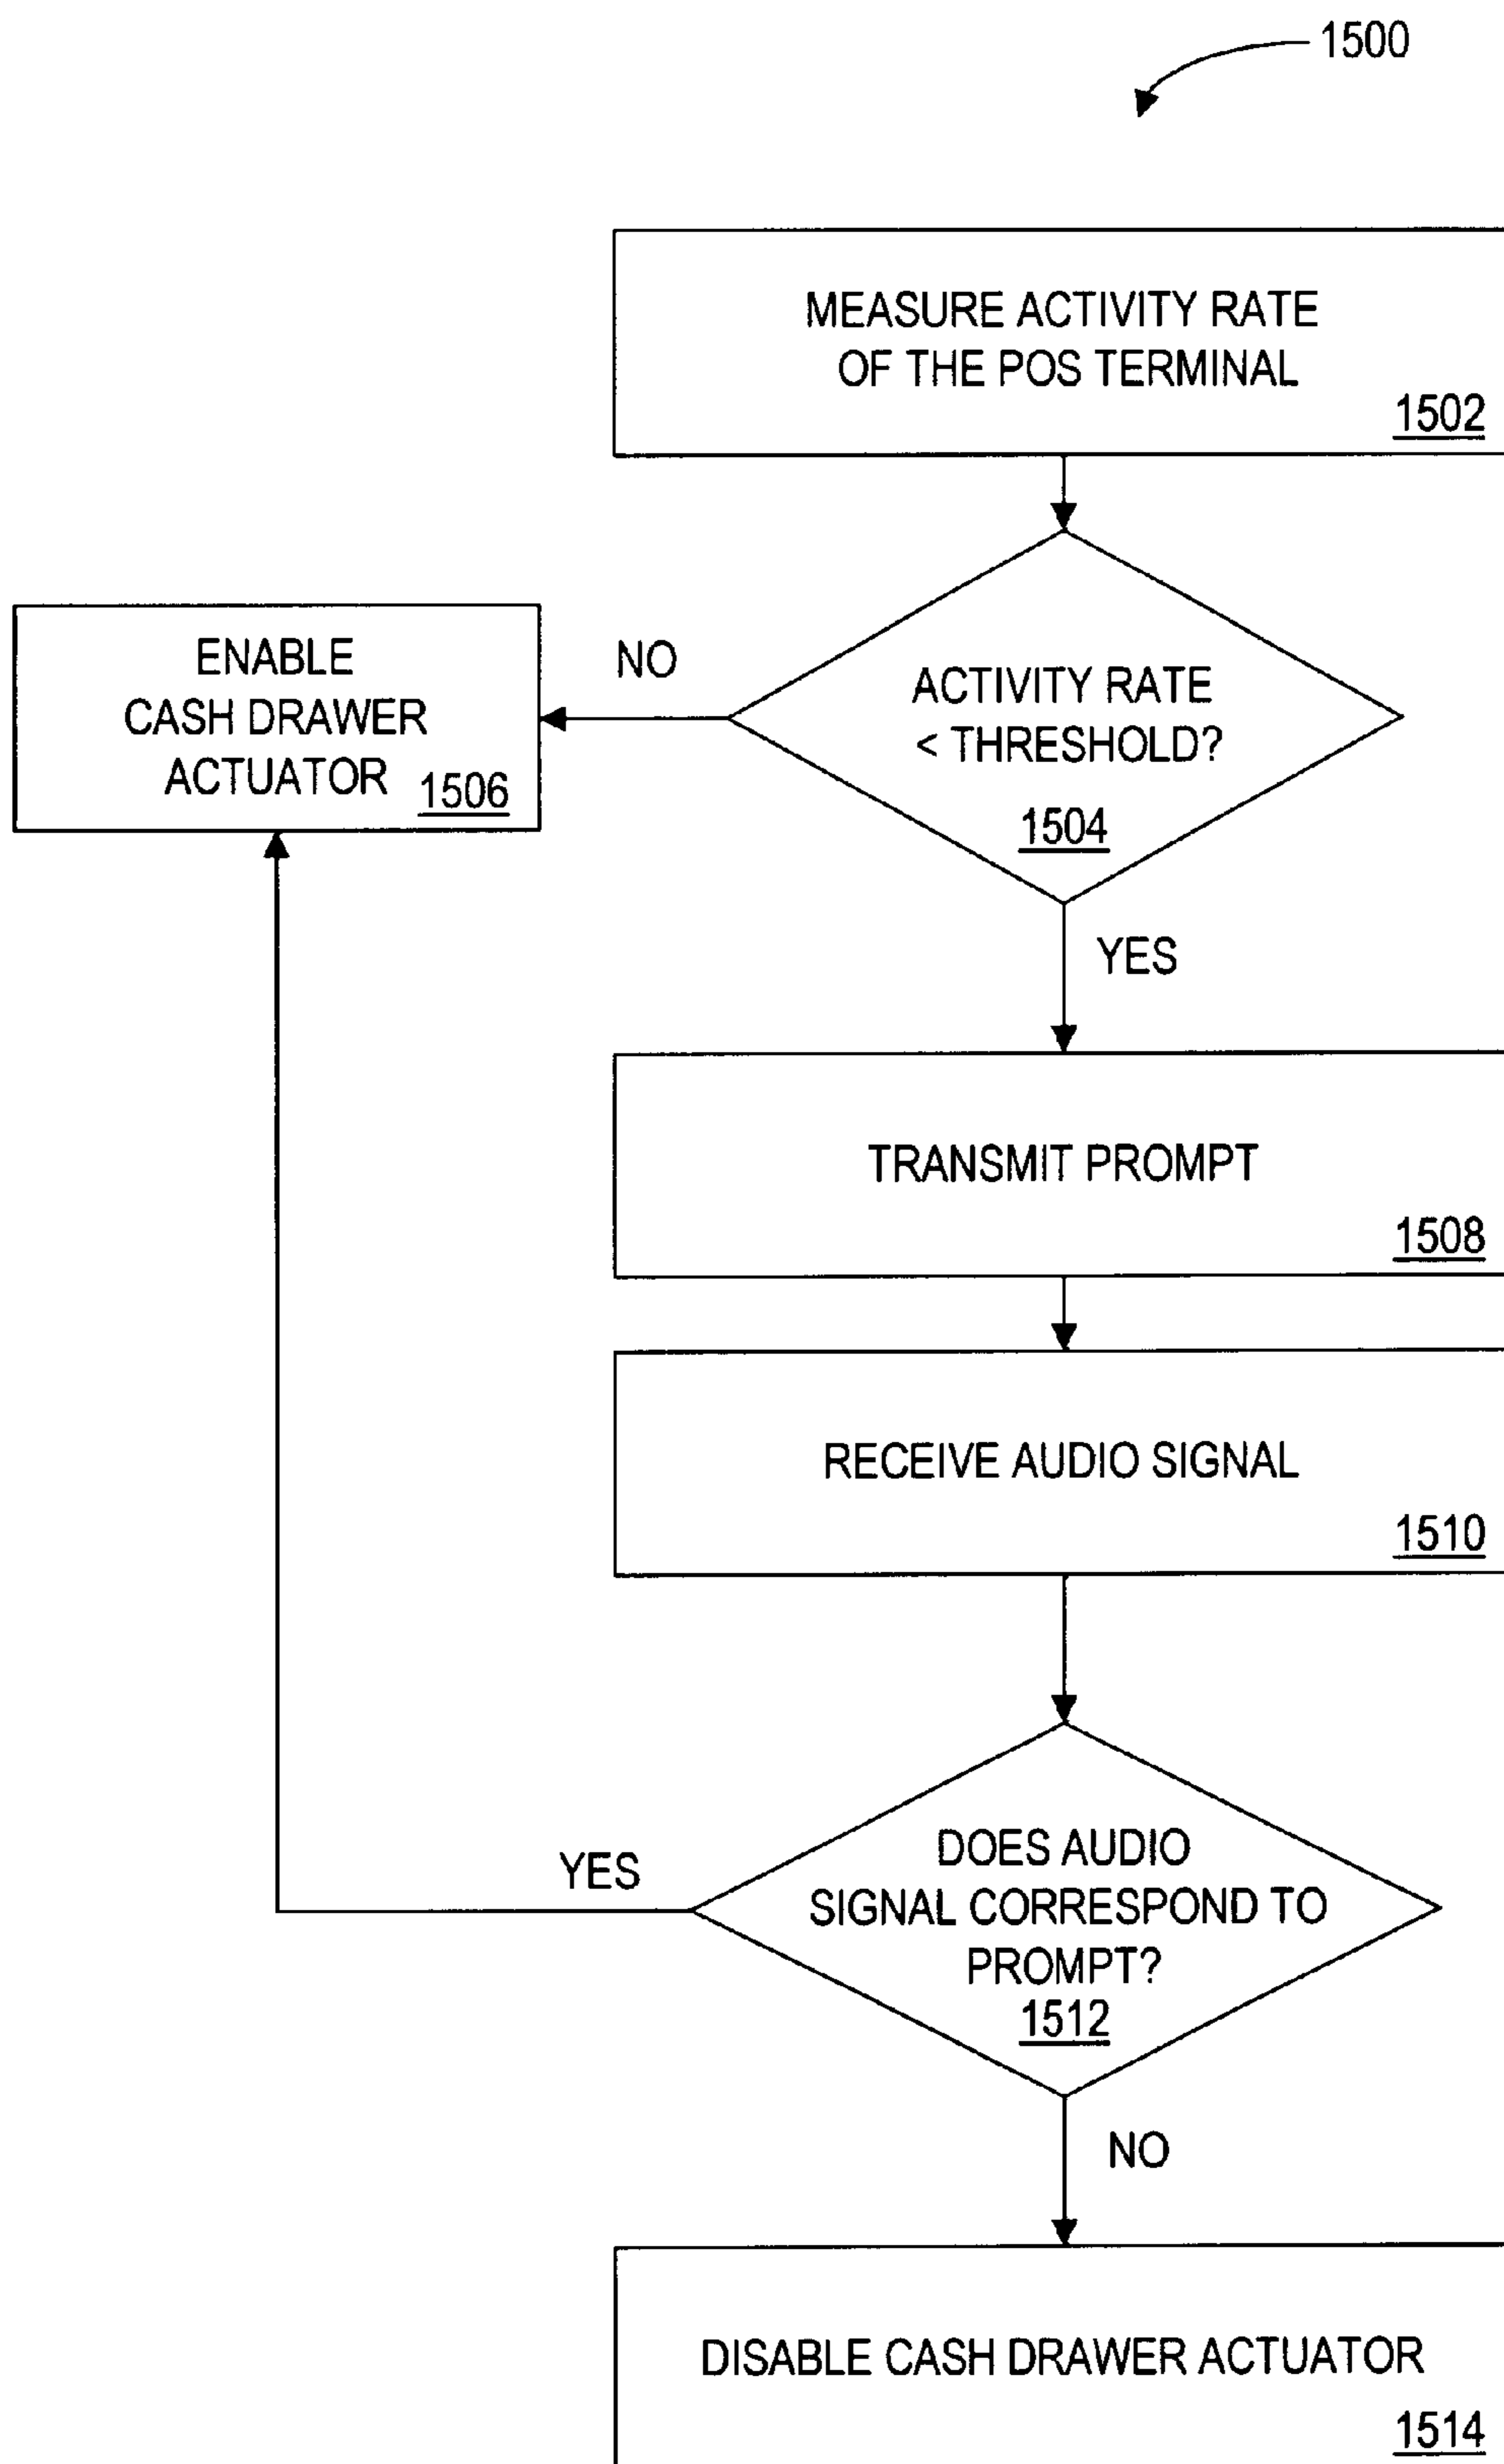 1500
MEASURE ACTIVITY RATE
OF THE POS TERMINAL
1502
ENABLE
CASH DRAWER
ACTUATOR
1506
NO
ACTIVITY RATE
< THRESHOLD?
1504
YES
TRANSMIT PROMPT
1508
RECEIVE AUDIO SIGNAL
1510
YES
DOES AUDIO
SIGNAL CORRESPOND TO
PROMPT?
1512
NO
DISABLE CASH DRAWER ACTUATOR
1514